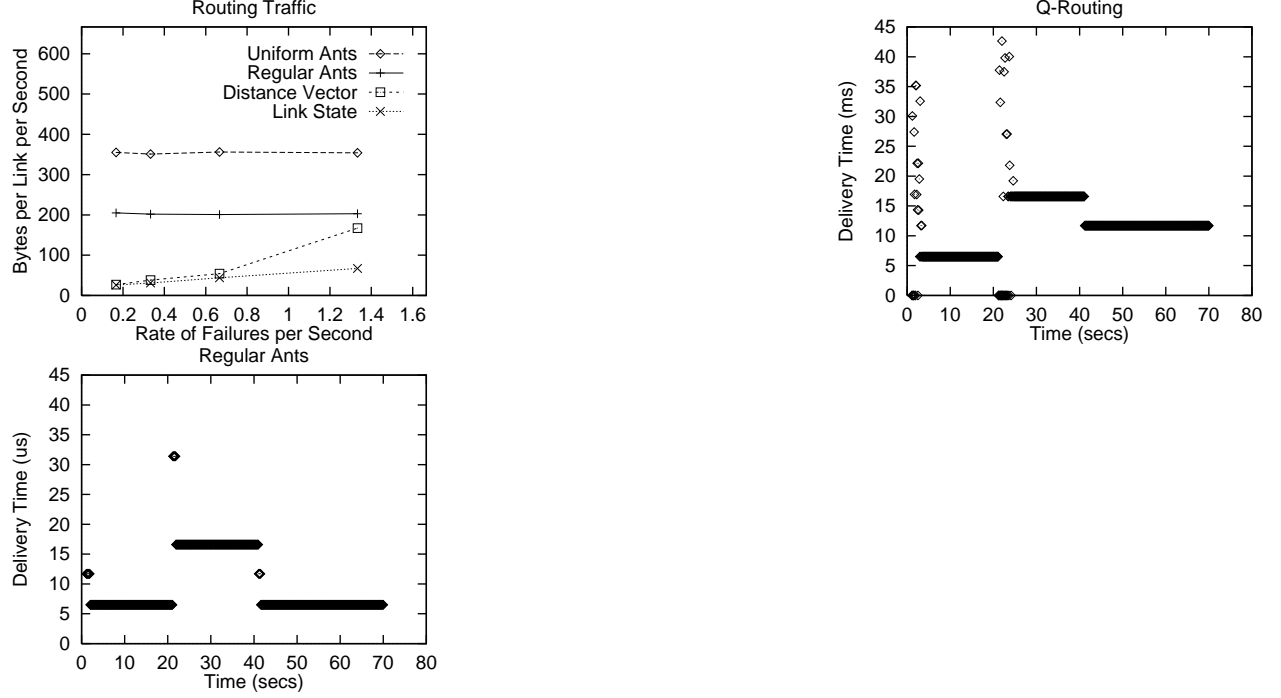 Routing Traffic
Bytes per Link per Second
600
500
400
300
200
100
0
Uniform Ants
Regular Ants
Distance Vector
Link State
0 0.2 0.4 0.6 0.8 1 1.2 1.4 1.6
Rate of Failures per Second
Q-Routing
Delivery Time (ms)
45
40
35
30
25
20
15
10
5
0
0 10 20 30 40 50 60 70 80
Time (secs)
Regular Ants
Delivery Time (us)
45
40
35
30
25
20
15
10
5
0
0 10 20 30 40 50 60 70 80
Time (secs)